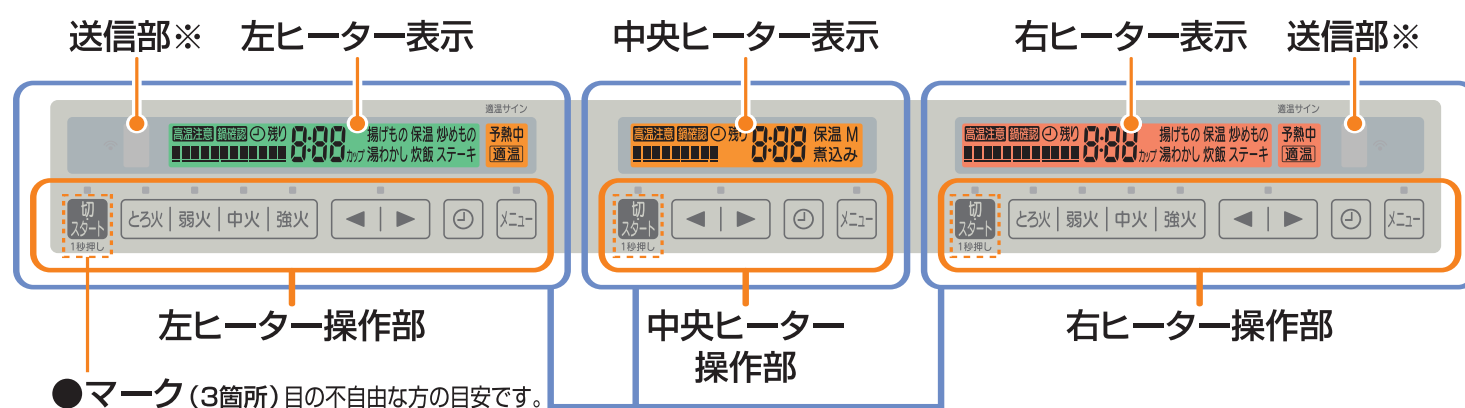 送信部※ 左ヒーター表示 中央ヒーター表示 右ヒーター表示 送信部※
適温サイン 適温サイン
高温注意 鍋確認 残り 8:88 揚げもの 保温 炒めもの 予熱中
カップ 湯わかし 炊飯 ステーキ 適温
高温注意 鍋確認 残り 8:88 保温 M
煮込み
高温注意 鍋確認 残り 8:88 揚げもの 保温 炒めもの 予熱中
カップ 湯わかし 炊飯 ステーキ 適温
切 スタート とろ火 弱火 中火 強火 ◀ ▶ メニュー
1秒押し
切 スタート ◀ ▶ メニュー
1秒押し
切 スタート とろ火 弱火 中火 強火 ◀ ▶ メニュー
1秒押し
左ヒーター操作部 中央ヒーター 右ヒーター操作部
操作部
●マーク(3箇所)目の不自由な方の目安です。